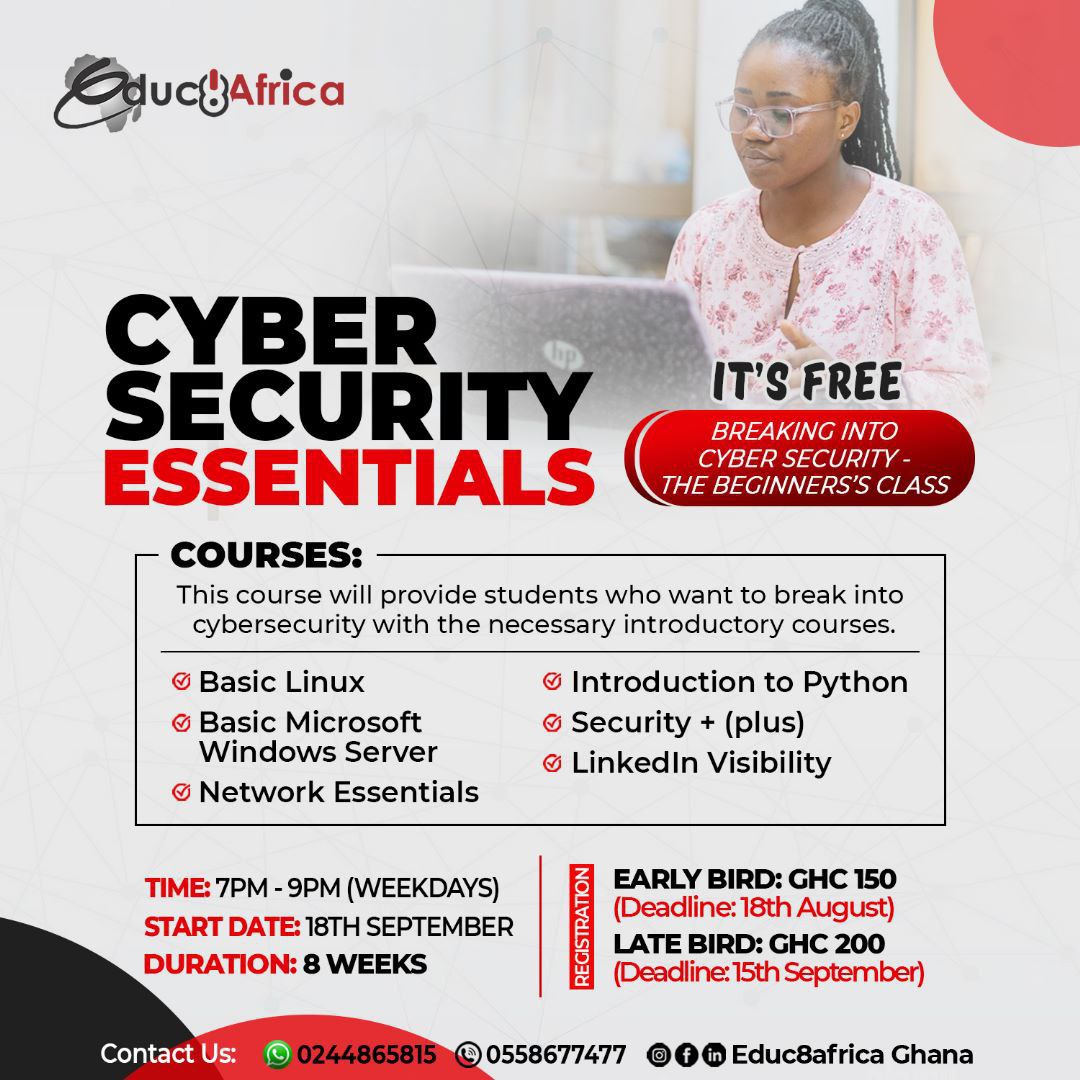 Educ8Africa
hp
CYBER
SECURITY
ESSENTIALS
IT'S FREE
BREAKING INTO
CYBER SECURITY -
THE BEGINNERS'S CLASS
COURSES:
This course will provide students who want to break into
cybersecurity with the necessary introductory courses.
Basic Linux
Basic Microsoft
Windows Server
Network Essentials
Introduction to Python
Security + (plus)
LinkedIn Visibility
TIME: 7PM - 9PM (WEEKDAYS)
START DATE: 18TH SEPTEMBER
DURATION: 8 WEEKS
REGISTRATION
EARLY BIRD: GHC 150
(Deadline: 18th August)
LATE BIRD: GHC 200
(Deadline: 15th September)
Contact Us: 0244865815 0558677477 Educ8africa Ghana